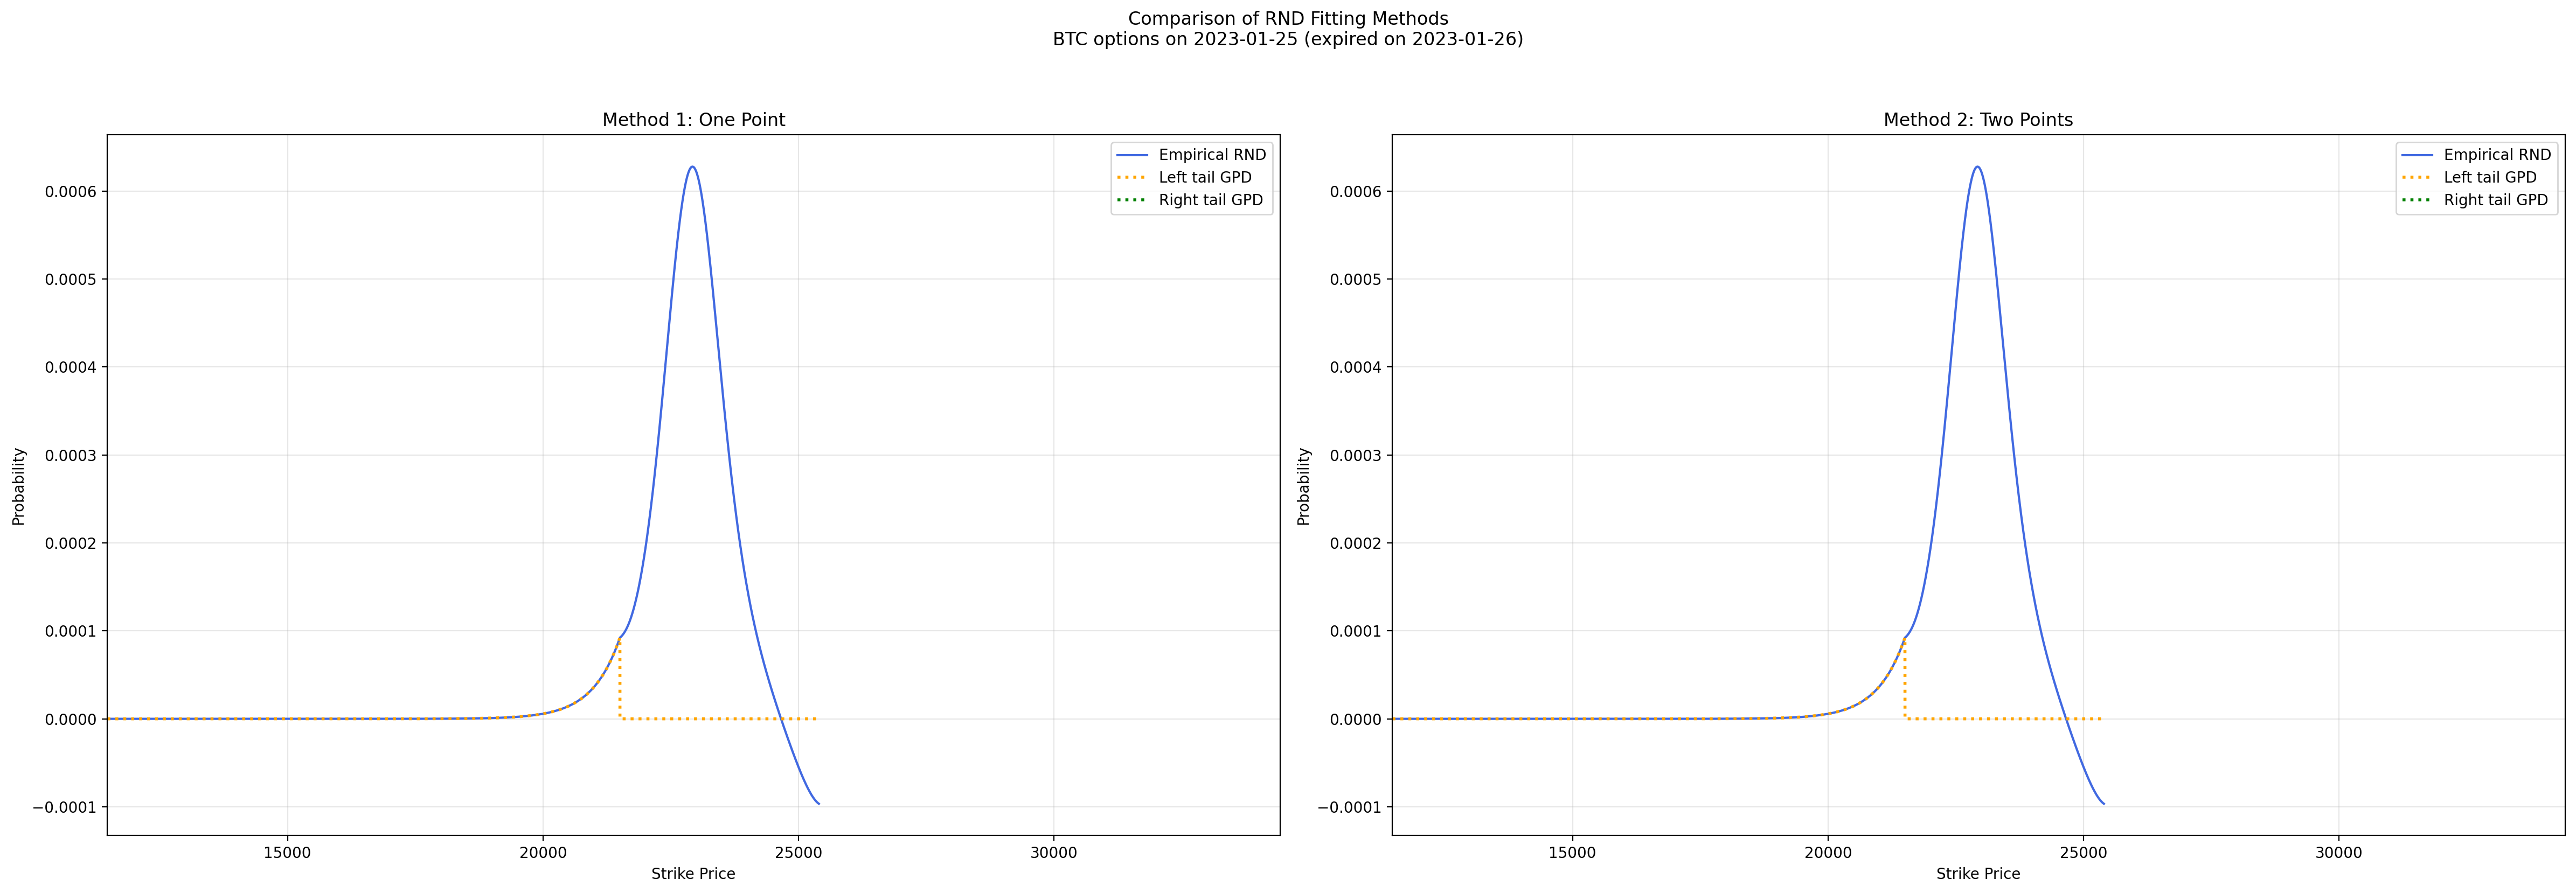 Comparison of RND Fitting Methods
BTC options on 2023-01-25 (expired on 2023-01-26)
Method 1: One Point
Empirical RND
Left tail GPD
Right tail GPD
0.0006
0.0005
0.0004
0.0003
0.0002
0.0001
0.0000
−0.0001
Probability
15000
20000
25000
30000
Strike Price
Method 2: Two Points
Empirical RND
Left tail GPD
Right tail GPD
0.0006
0.0005
0.0004
0.0003
0.0002
0.0001
0.0000
−0.0001
Probability
15000
20000
25000
30000
Strike Price